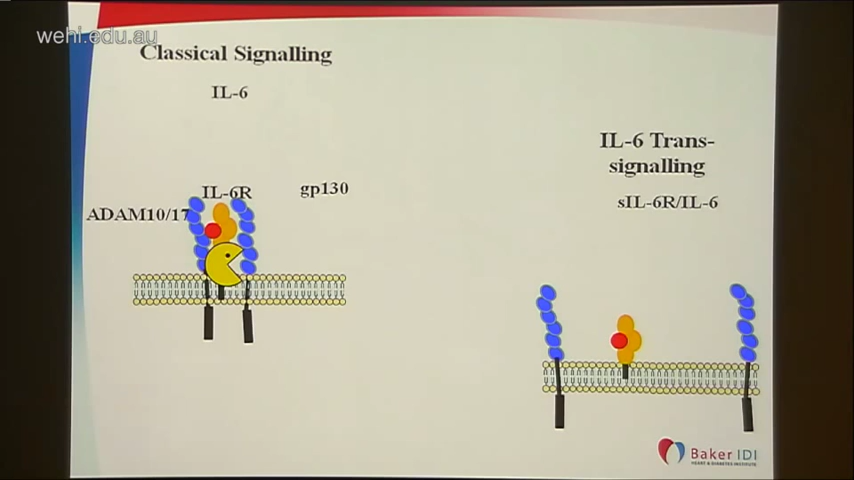 wehi.edu.au
Classical Signalling
IL-6
IL-6R
gp130
ADAM10/17
IL-6 Trans-
signalling
sIL-6R/IL-6
Baker IDI
HEART & DIABETES INSTITUTE